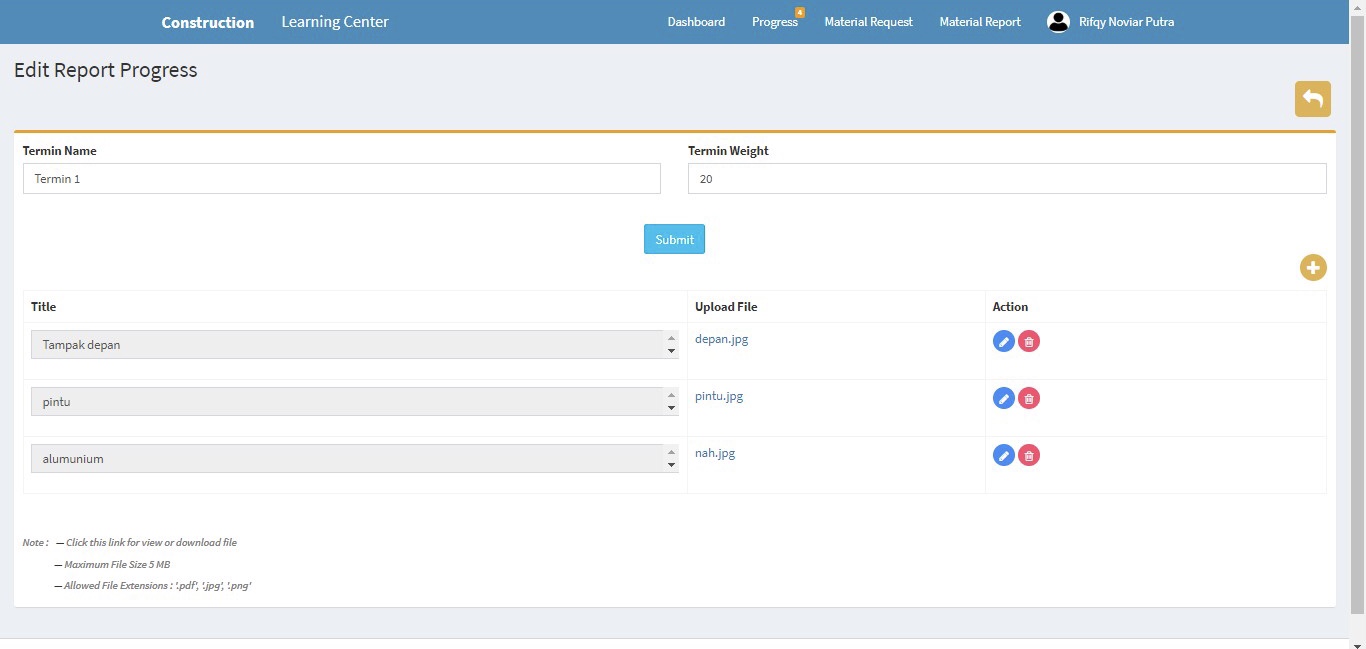 Construction Learning Center Dashboard Progress 4 Material Request Material Report Rifqy Noviar Putra
Edit Report Progress
Termin Name Termin Weight
Termin 1 20
Submit
Title Upload File Action
Tampak depan depan.jpg
pintu pintu.jpg
alumunium nah.jpg
Note : — Click this link for view or download file
— Maximum File Size 5 MB
— Allowed File Extensions : '.pdf', '.jpg', '.png'